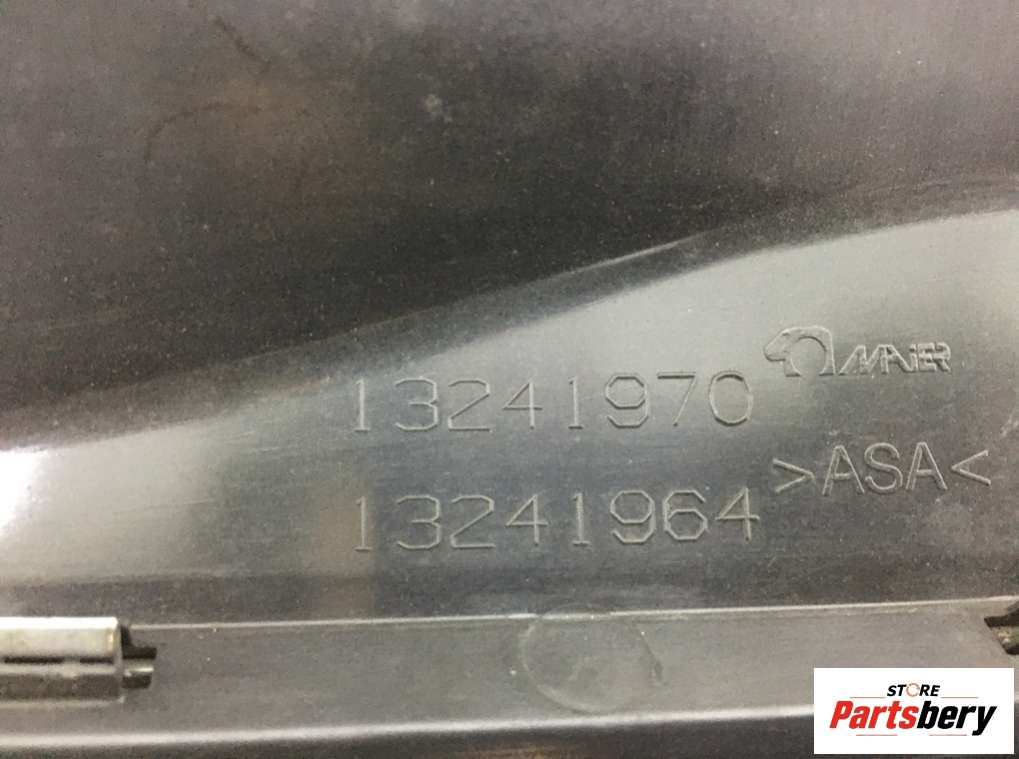 13241970 MAIER
>ASA<
13241964
STORE
Partsbery